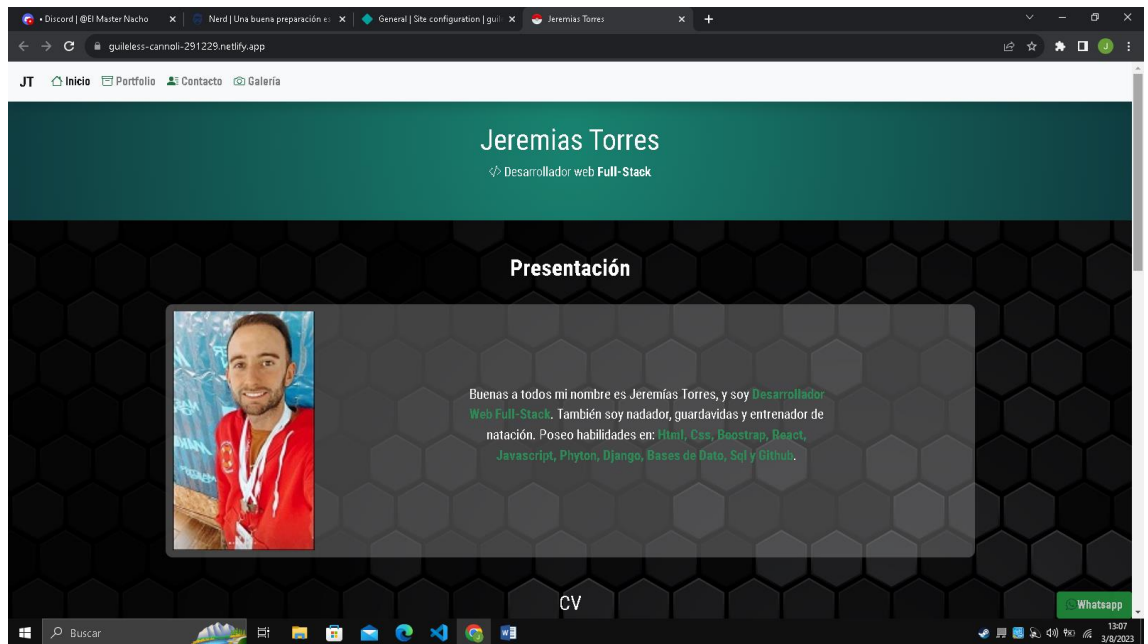 • Discord | @El Master Nacho
Nerd | Una buena preparación es
General | Site configuration | guil
Jeremias Torres
guileless-cannoli-291229.netlify.app
JT Inicio Portfolio Contacto Galería
Jeremias Torres
</> Desarrollador web Full-Stack
Presentación
Buenas a todos mi nombre es Jeremías Torres, y soy Desarrollador
Web Full-Stack. También soy nadador, guardavidas y entrenador de
natación. Poseo habilidades en: Html, Css, Boostrap, React,
Javascript, Phyton, Django, Bases de Dato, Sql y Github.
CV
Whatsapp
Buscar
13:07
3/8/2023